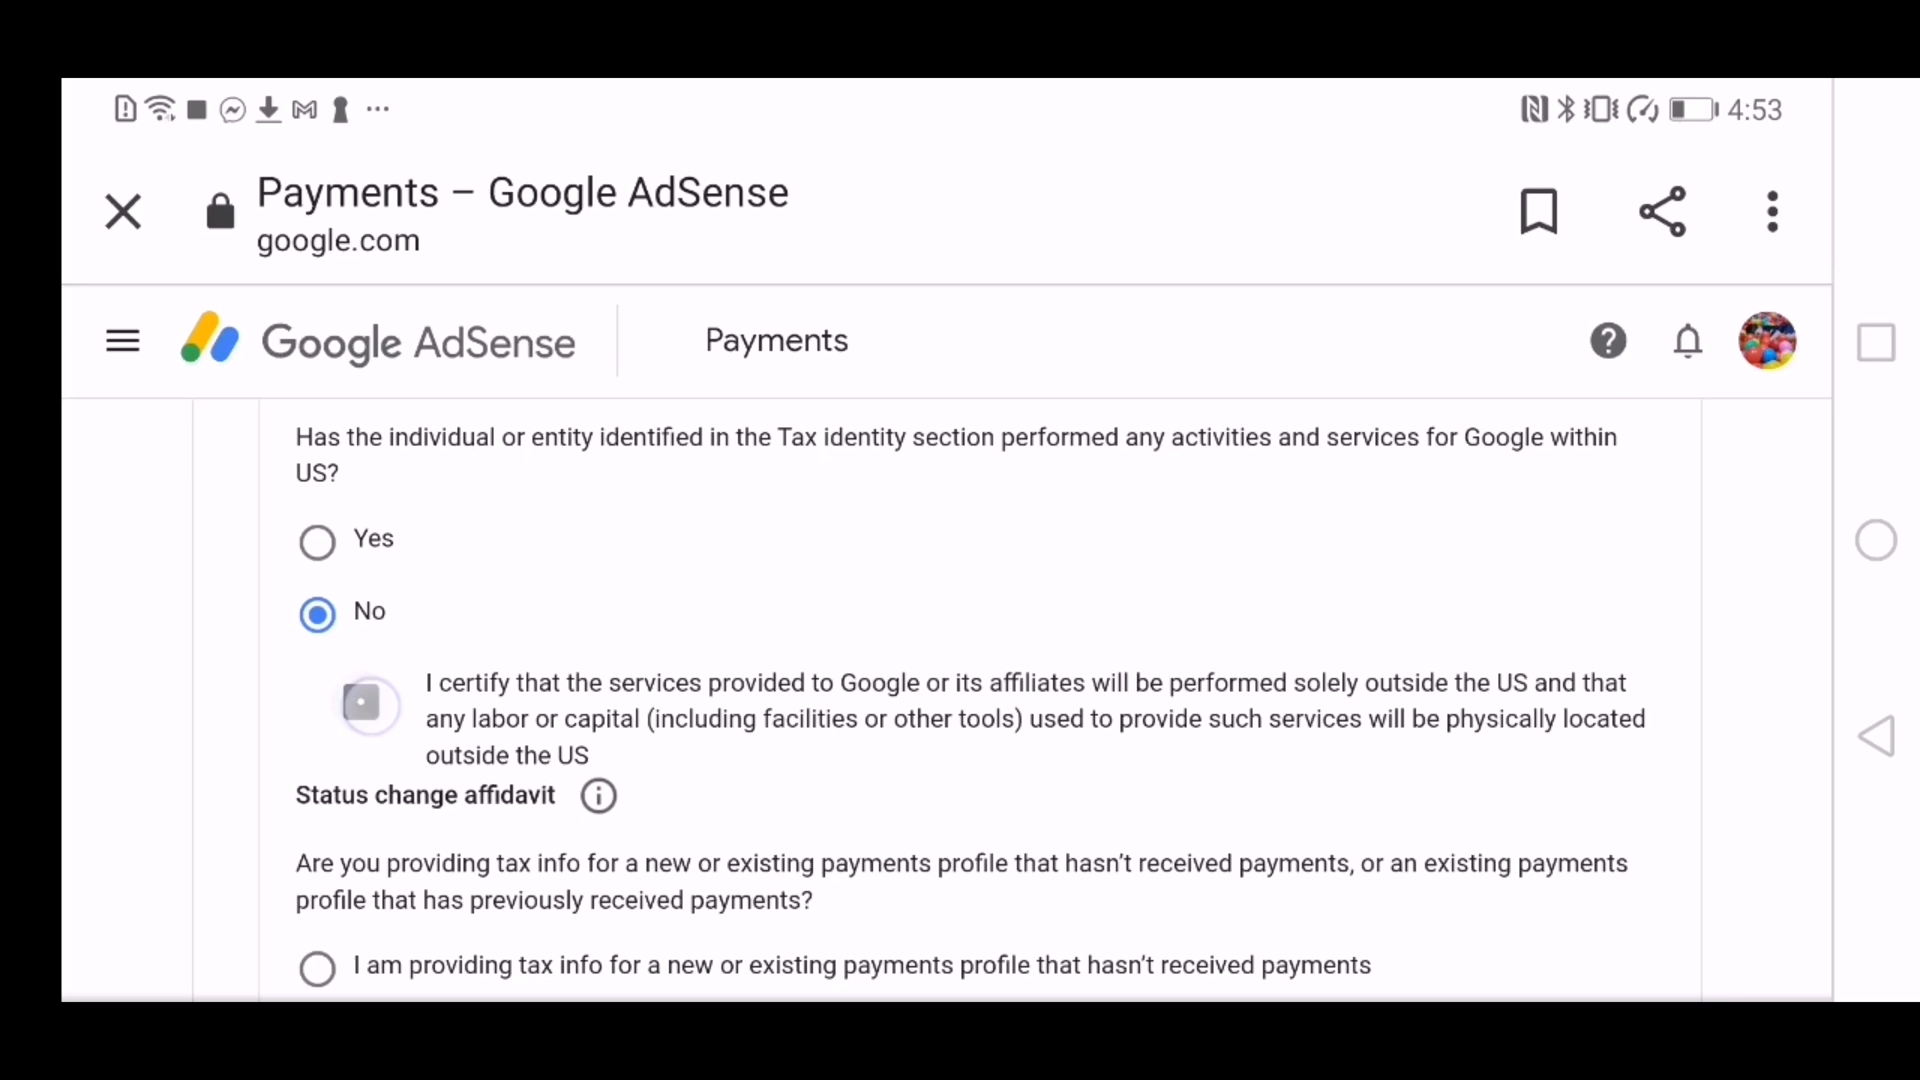 4:53
Payments – Google AdSense
google.com
Google AdSense
Payments
Has the individual or entity identified in the Tax identity section performed any activities and services for Google within
US?
Yes
No
I certify that the services provided to Google or its affiliates will be performed solely outside the US and that
any labor or capital (including facilities or other tools) used to provide such services will be physically located
outside the US
Status change affidavit
Are you providing tax info for a new or existing payments profile that hasn't received payments, or an existing payments
profile that has previously received payments?
I am providing tax info for a new or existing payments profile that hasn't received payments